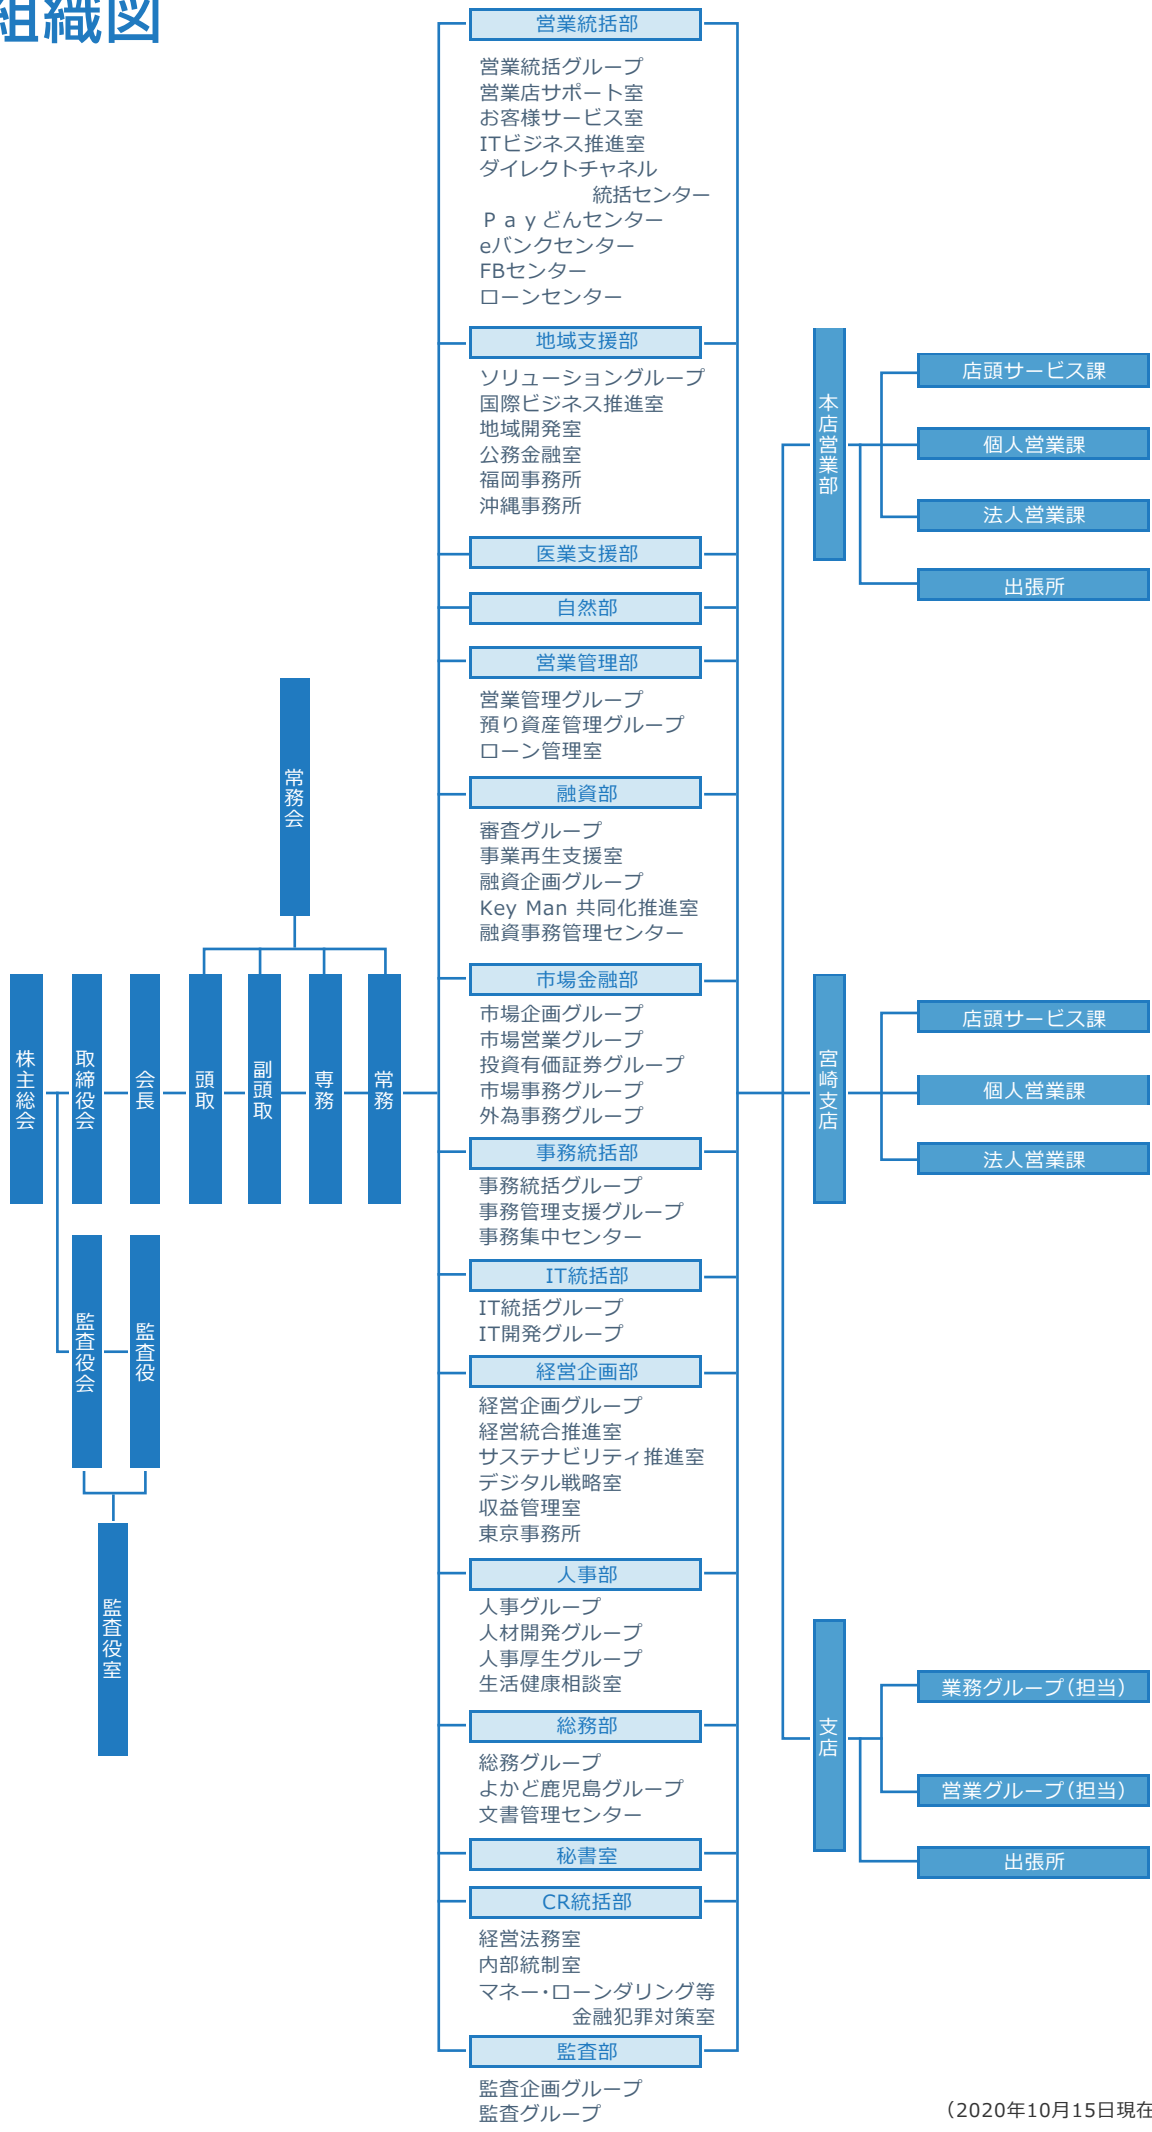 組織図
営業統括部
営業統括グループ
営業店サポート室
お客様サービス室
ITビジネス推進室
ダイレクトチャネル
統括センター
Ｐａｙどんセンター
eバンクセンター
FBセンター
ローンセンター
地域支援部
ソリューショングループ
国際ビジネス推進室
地域開発室
公務金融室
福岡事務所
沖縄事務所
医業支援部
自然部
営業管理部
営業管理グループ
預り資産管理グループ
ローン管理室
融資部
審査グループ
事業再生支援室
融資企画グループ
Key Man 共同化推進室
融資事務管理センター
市場金融部
市場企画グループ
市場営業グループ
投資有価証券グループ
市場事務グループ
外為事務グループ
事務統括部
事務統括グループ
事務管理支援グループ
事務集中センター
IT統括部
IT統括グループ
IT開発グループ
経営企画部
経営企画グループ
経営統合推進室
サステナビリティ推進室
デジタル戦略室
収益管理室
東京事務所
人事部
人事グループ
人材開発グループ
人事厚生グループ
生活健康相談室
総務部
総務グループ
よかど鹿児島グループ
文書管理センター
秘書室
CR統括部
経営法務室
内部統制室
マネー・ローンダリング等
金融犯罪対策室
監査部
監査企画グループ
監査グループ
常務会
株主総会
取締役会
会長
頭取
副頭取
専務
常務
監査役会
監査役
監査役室
本店営業部
店頭サービス課
個人営業課
法人営業課
出張所
宮崎支店
店頭サービス課
個人営業課
法人営業課
支店
業務グループ（担当）
営業グループ（担当）
出張所
（2020年10月15日現在